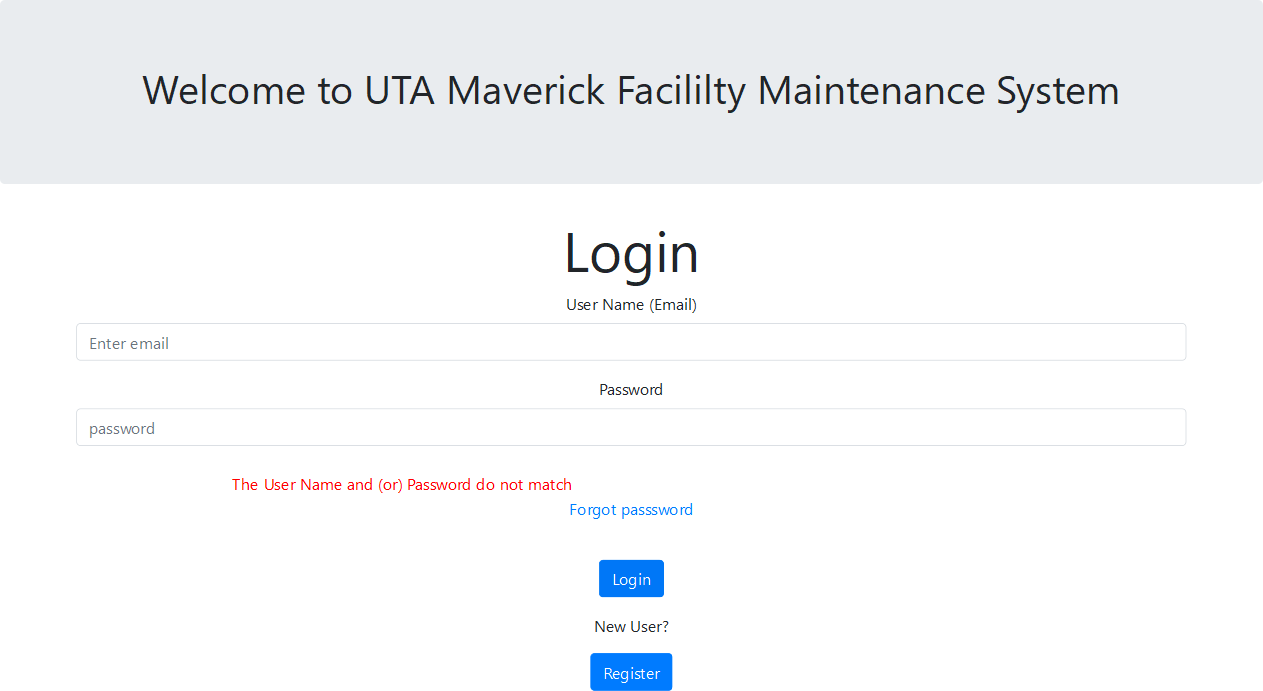 Welcome to UTA Maverick Facililty Maintenance System
Login
User Name (Email)
Enter email
Password
password
The User Name and (or) Password do not match
Forgot passsword
Login
New User?
Register